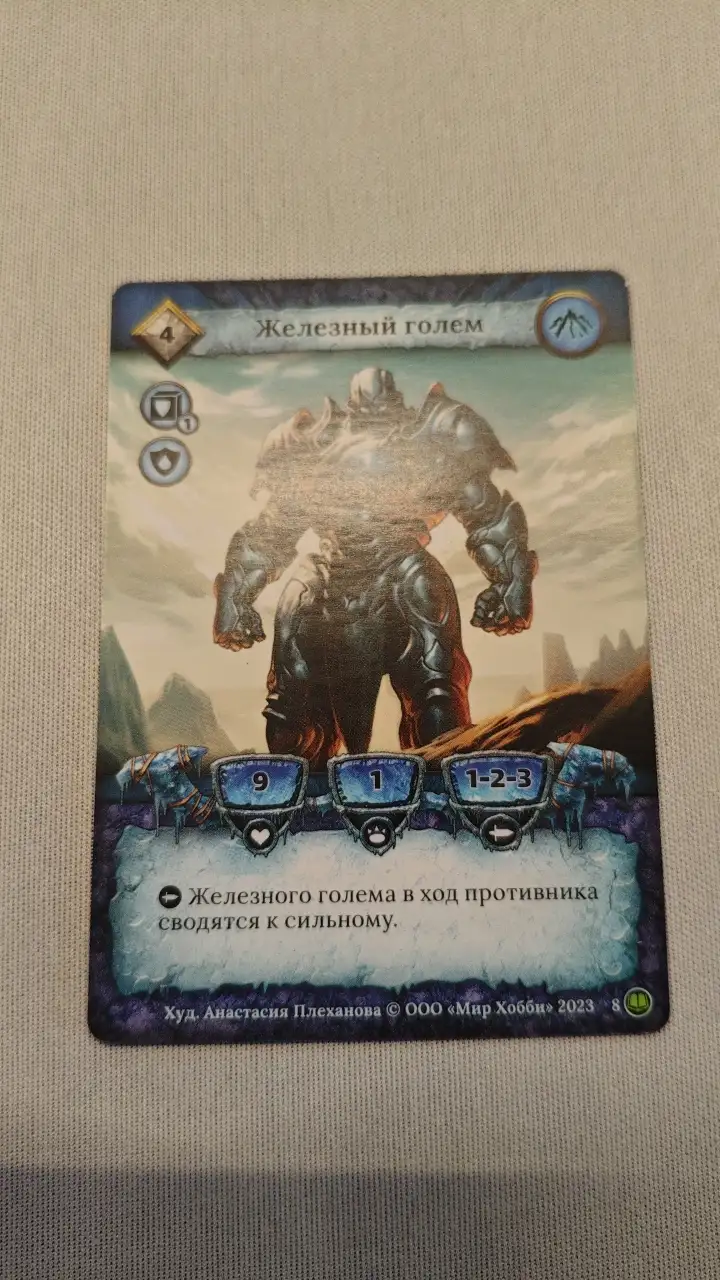 4
Железный голем
1
9
1
1-2-3
Железного голема в ход противника
сводятся к сильному.
Худ. Анастасия Плеханова © ООО «Мир Хобби» 2023 8